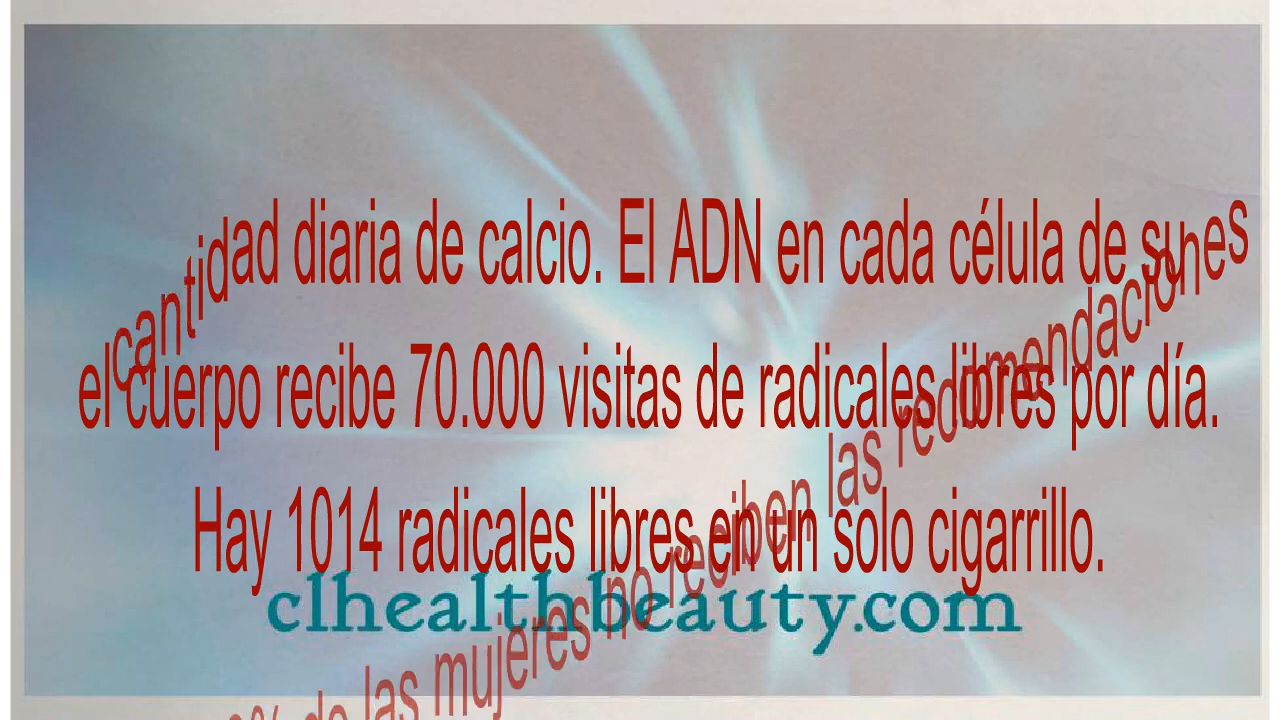 cantidad diaria de calcio. El ADN en cada célula de su
el cuerpo recibe 70.000 visitas de radicales libres por día.
Hay 1014 radicales libres en un solo cigarrillo.
de las mujeres no reciben las recomendaciones
clhealthbeauty.com